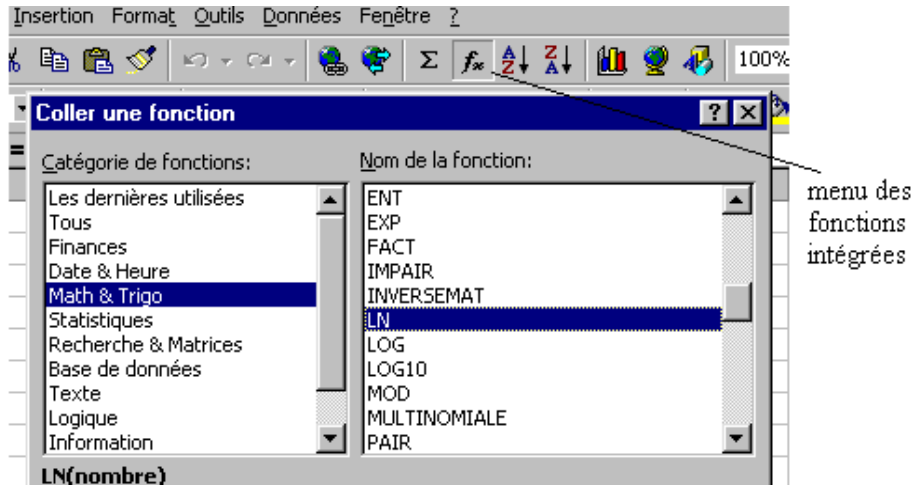 Insertion Format Outils Données Fenêtre ?
Σ fx A Z Z A 100%
Coller une fonction ?
=
Catégorie de fonctions:
Les dernières utilisées
Tous
Finances
Date & Heure
Math & Trigo
Statistiques
Recherche & Matrices
Base de données
Texte
Logique
Information
Nom de la fonction:
ENT
EXP
FACT
IMPAIR
INVERSEMAT
LN
LOG
LOG10
MOD
MULTINOMIALE
PAIR
LN(nombre)
menu des
fonctions
intégrées